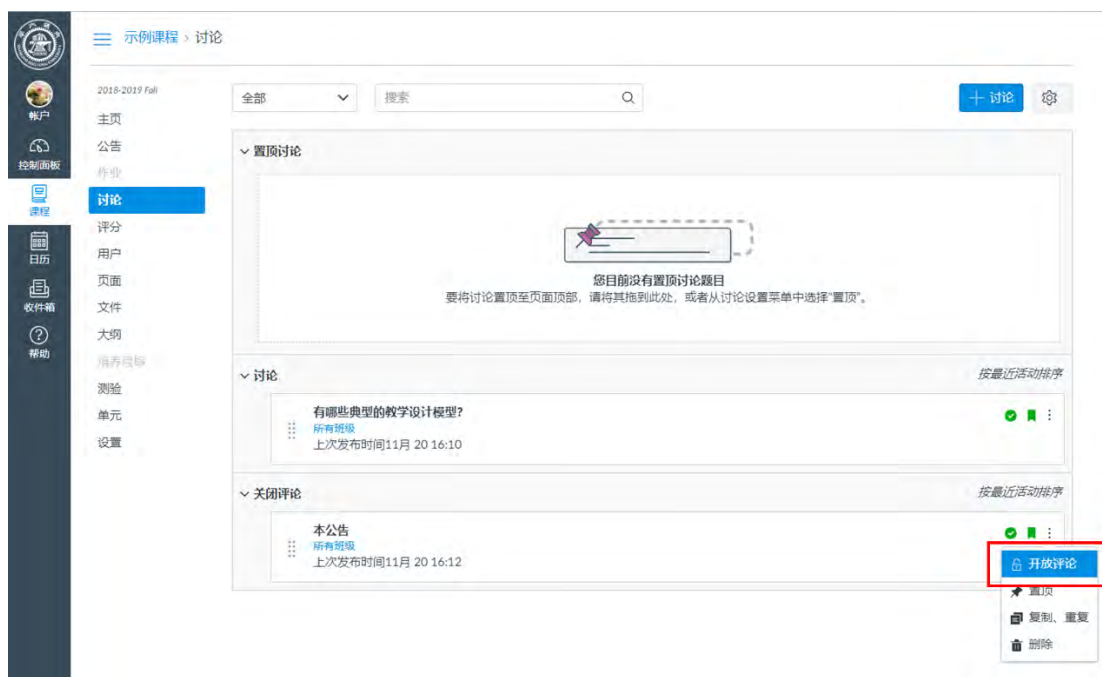 示例课程 › 讨论
帐户
控制面板
课程
日历
收件箱
帮助
2018-2019 Fall
主页
公告
作业
讨论
评分
用户
页面
文件
大纲
培养目标
测验
单元
设置
全部
搜索
讨论
置顶讨论
您目前没有置顶讨论题目
要将讨论置顶至页面顶部，请将其拖到此处，或者从讨论设置菜单中选择“置顶”。
讨论
按最近活动排序
有哪些典型的教学设计模型?
所有班级
上次发布时间11月 20 16:10
关闭评论
按最近活动排序
本公告
所有班级
上次发布时间11月 20 16:12
开放评论
置顶
复制、重复
删除